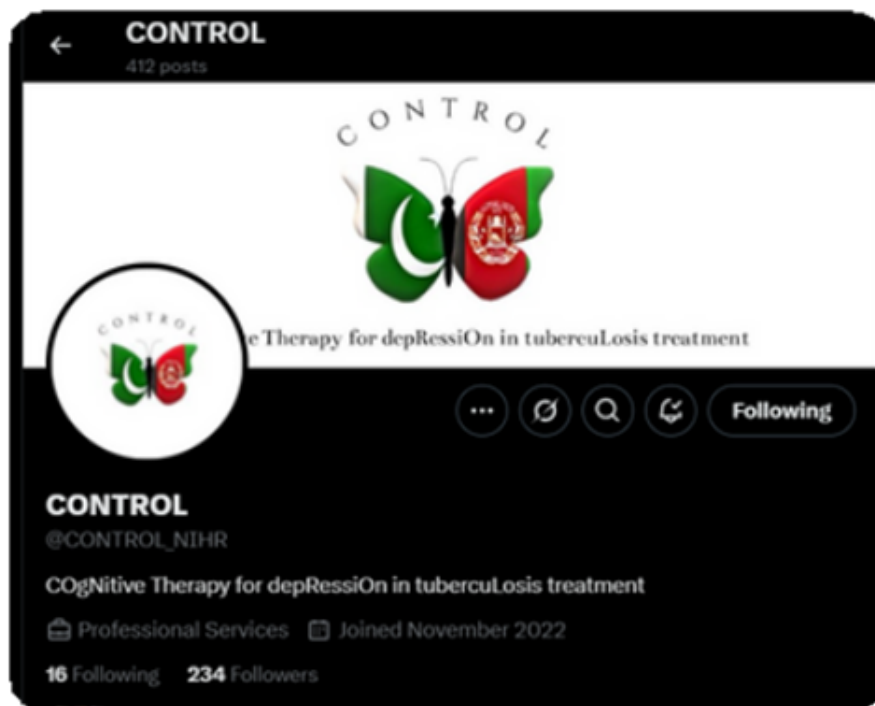 CONTROL
412 posts
CONTROL
e Therapy for depRessiOn in tubercuLosis treatment
CONTROL
Following
CONTROL
@CONTROL_NIHR
COgNitive Therapy for depRessiOn in tubercuLosis treatment
Professional Services Joined November 2022
16 Following 234 Followers